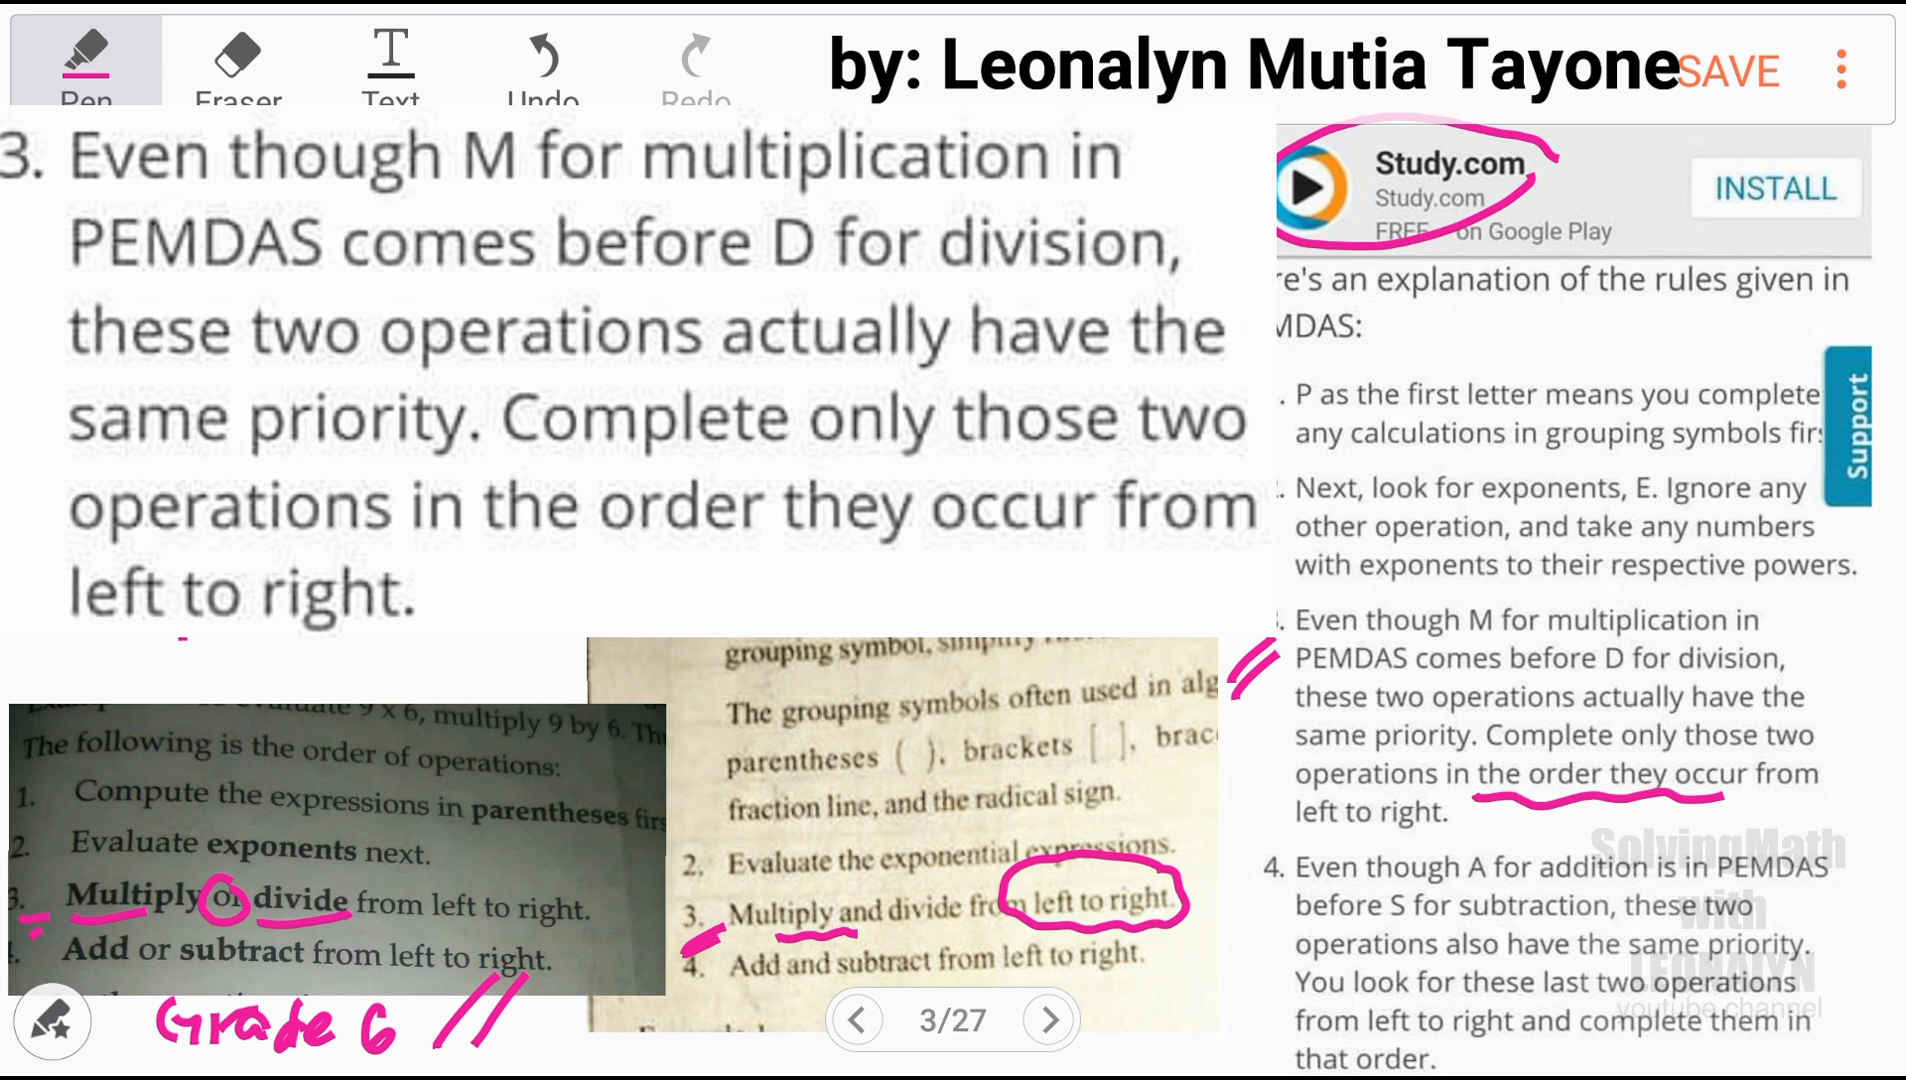 Pen
Eraser
Text
Undo
Redo
by: Leonalyn Mutia Tayone
SAVE
3. Even though M for multiplication in
PEMDAS comes before D for division,
these two operations actually have the
same priority. Complete only those two
operations in the order they occur from
left to right.
Study.com
Study.com
FREE on Google Play
INSTALL
re's an explanation of the rules given in
MDAS:
. P as the first letter means you complete
any calculations in grouping symbols firs
. Next, look for exponents, E. Ignore any
other operation, and take any numbers
with exponents to their respective powers.
. Even though M for multiplication in
PEMDAS comes before D for division,
these two operations actually have the
same priority. Complete only those two
operations in the order they occur from
left to right.
4. Even though A for addition is in PEMDAS
before S for subtraction, these two
operations also have the same priority.
You look for these last two operations
from left to right and complete them in
that order.
Support
SolvingMath
with
LEONALYN
youtube channel
9 x 6, multiply 9 by 6. Th
The following is the order of operations:
1. Compute the expressions in parentheses firs
2. Evaluate exponents next.
3. Multiply or divide from left to right.
. Add or subtract from left to right.
Grade 6
grouping symbol, simplify
The grouping symbols often used in alg
parentheses ( ), brackets [ ], brac
fraction line, and the radical sign.
2. Evaluate the exponential expressions.
3. Multiply and divide from left to right.
4. Add and subtract from left to right.
3/27